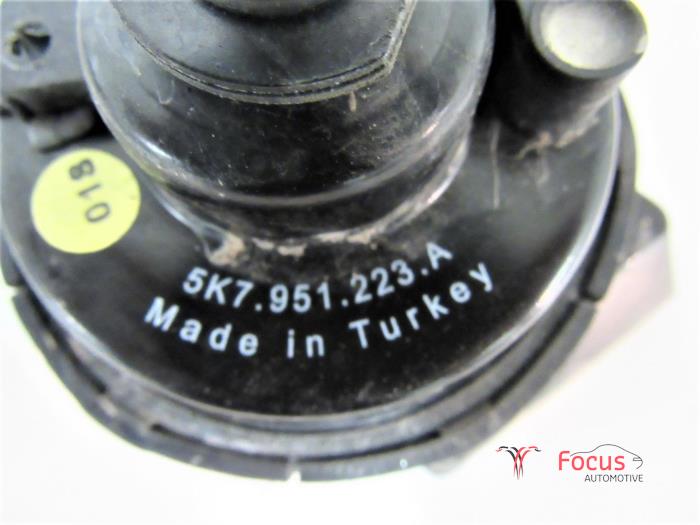 018
5K7.951.223.A
Made in Turkey
Focus
AUTOMOTIVE